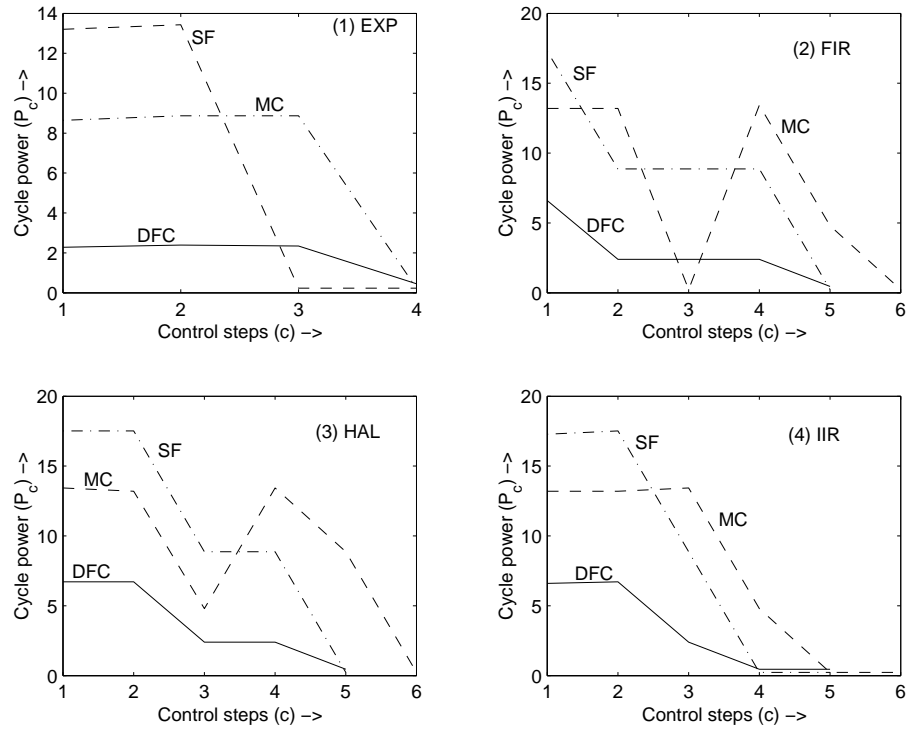 14
12
10
8
6
4
2
0
1
2
3
4
Cycle power (P_c) –>
Control steps (c) –>
(1) EXP
SF
MC
DFC
20
15
10
5
0
1
2
3
4
5
6
Cycle power (P_c) –>
Control steps (c) –>
(2) FIR
SF
MC
DFC
20
15
10
5
0
1
2
3
4
5
6
Cycle power (P_c) –>
Control steps (c) –>
(3) HAL
SF
MC
DFC
20
15
10
5
0
1
2
3
4
5
6
Cycle power (P_c) –>
Control steps (c) –>
(4) IIR
SF
MC
DFC